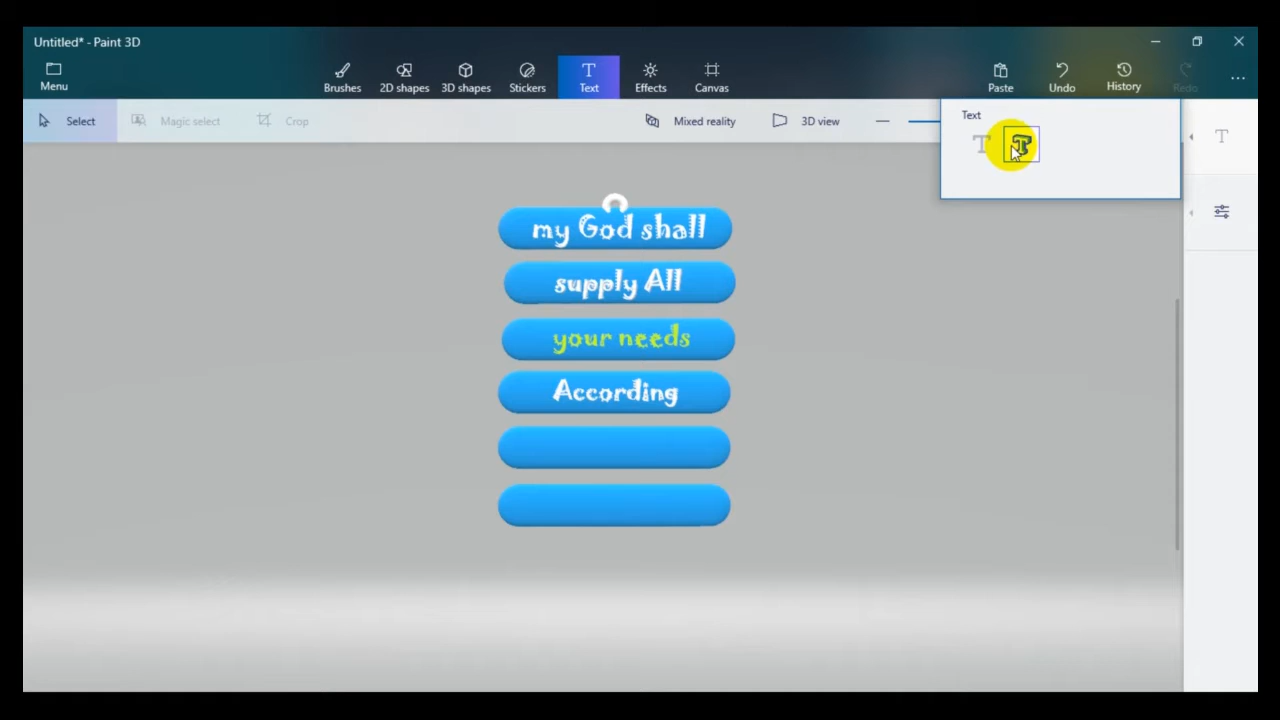 Untitled* - Paint 3D
Menu
Brushes
2D shapes
3D shapes
Stickers
Text
Effects
Canvas
Paste
Undo
History
Redo
...
Select
Magic select
Crop
Mixed reality
3D view
Text
my God shall
supply All
your needs
According